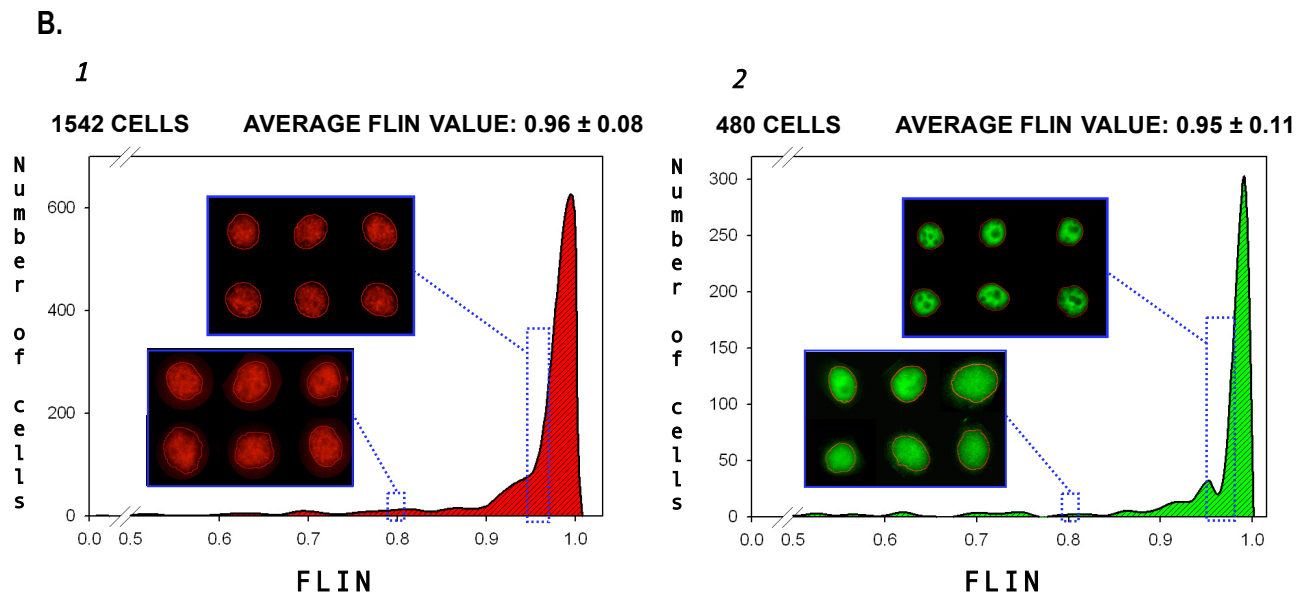 B.
1
1542 CELLS AVERAGE FLIN VALUE: 0.96 ± 0.08
Number of cells
600
400
200
0
0.0 0.5 0.6 0.7 0.8 0.9 1.0
FLIN
2
480 CELLS AVERAGE FLIN VALUE: 0.95 ± 0.11
Number of cells
300
250
200
150
100
50
0
0.0 0.5 0.6 0.7 0.8 0.9 1.0
FLIN